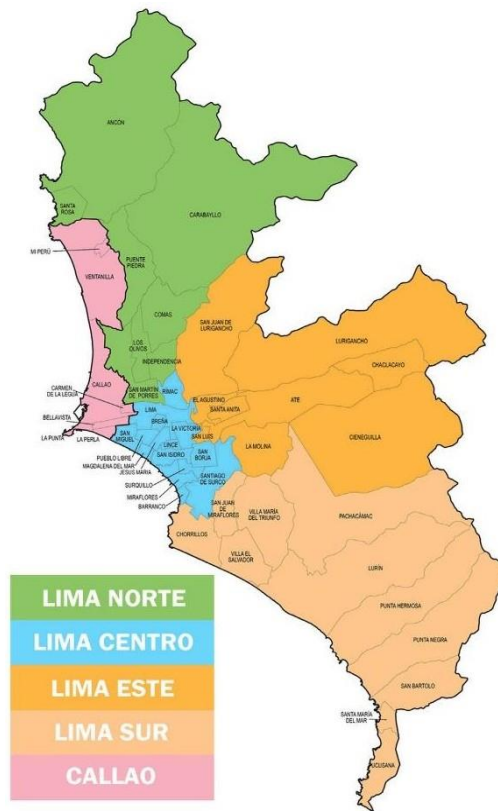 ANCÓN
SANTA
ROSA
CARABAYLLO
MI PERÚ
VENTANILLA
PUENTE
PIEDRA
COMAS
SAN JUAN DE
LURIGANCHO
LURIGANCHO
LOS
OLIVOS
INDEPENDENCIA
CHACLACAYO
CARMEN
DE LA LEGUA
CALLAO
SAN MARTÍN
DE PORRES
RÍMAC
EL AGUSTINO
SANTA ANITA
ATE
BELLAVISTA
LIMA
BREÑA
LA VICTORIA
SAN LUIS
CIENEGUILLA
LA PUNTA
LA PERLA
SAN
MIGUEL
LINCE
SAN ISIDRO
SAN
BORJA
LA MOLINA
PUEBLO LIBRE
MAGDALENA DEL MAR
JESUS MARIA
SURQUILLO
MIRAFLORES
BARRANCO
SANTIAGO
DE SURCO
SAN JUAN
DE
MIRAFLORES
VILLA MARÍA
DEL TRIUNFO
PACHACÁMAC
CHORRILLOS
VILLA EL
SALVADOR
LURÍN
PUNTA HERMOSA
PUNTA NEGRA
SAN BARTOLO
SANTA MARÍA
DEL MAR
PUCUSANA
LIMA NORTE
LIMA CENTRO
LIMA ESTE
LIMA SUR
CALLAO